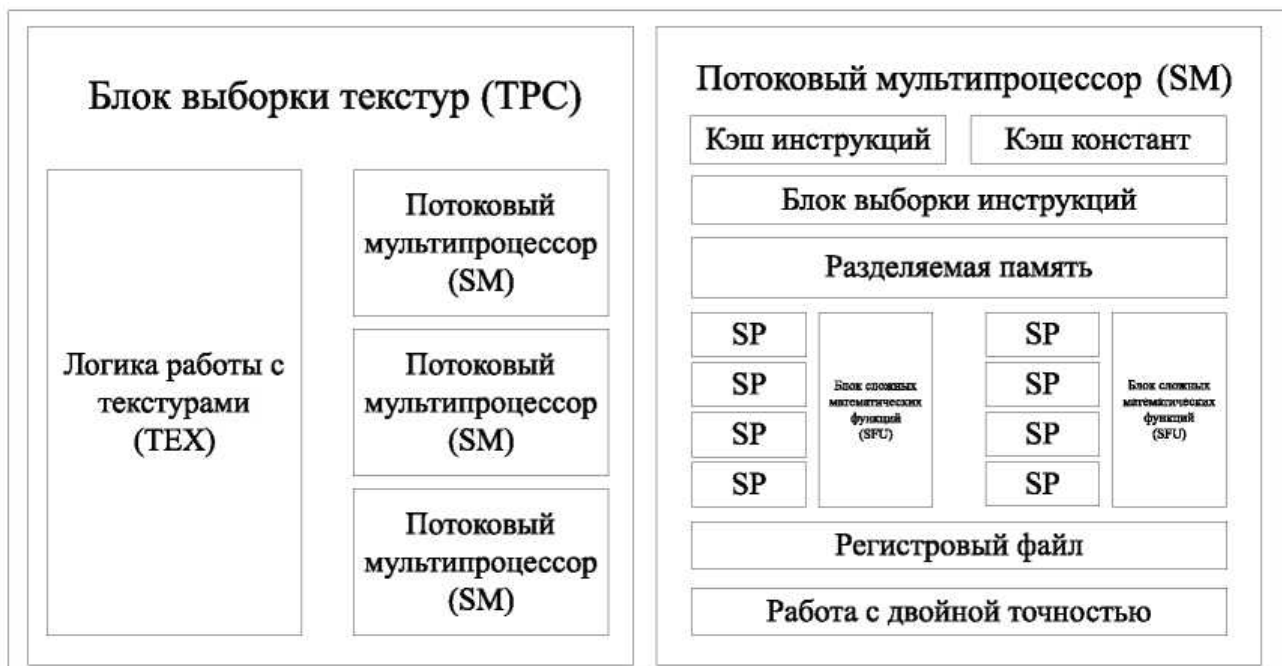 Блок выборки текстур (TPC)
Логика работы с
текстурами
(TEX)
Потоковый
мультипроцессор
(SM)
Потоковый
мультипроцессор
(SM)
Потоковый
мультипроцессор
(SM)
Потоковый мультипроцессор (SM)
Кэш инструкций
Кэш констант
Блок выборки инструкций
Разделяемая память
SP
SP
SP
SP
Блок сложных
математических
функций
(SFU)
SP
SP
SP
SP
Блок сложных
математических
функций
(SFU)
Регистровый файл
Работа с двойной точностью